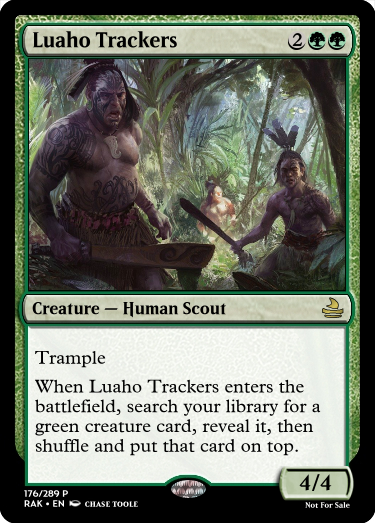 Luaho Trackers 2
Creature — Human Scout
Trample
When Luaho Trackers enters the
battlefield, search your library for a
green creature card, reveal it, then
shuffle and put that card on top.
4/4
176/289 P
RAK • EN CHASE TOOLE
Not For Sale